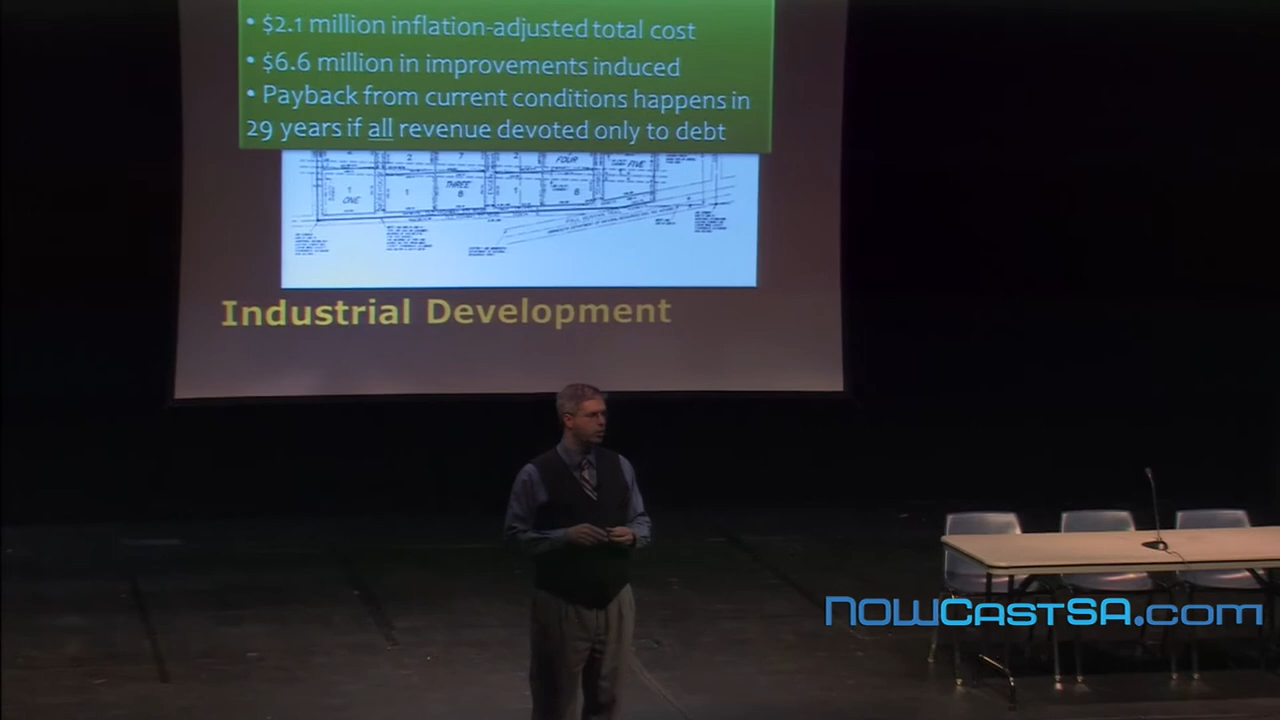 • $2.1 million inflation-adjusted total cost
• $6.6 million in improvements induced
• Payback from current conditions happens in
29 years if all revenue devoted only to debt
FOUR
FIVE
THREE
ONE
Industrial Development
NOWCastSA.com